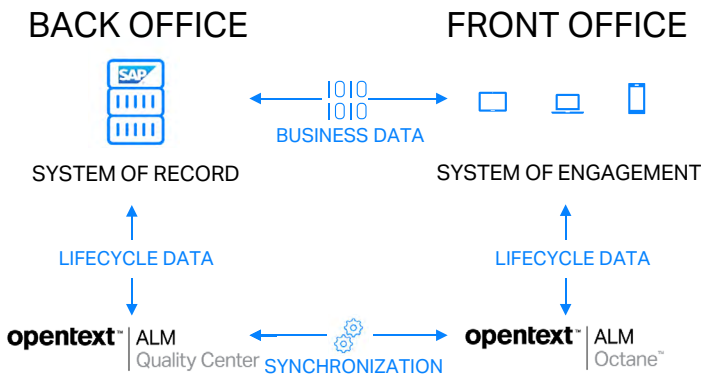 BACK OFFICE
FRONT OFFICE
SAP
1010
1010
BUSINESS DATA
SYSTEM OF RECORD
SYSTEM OF ENGAGEMENT
LIFECYCLE DATA
LIFECYCLE DATA
opentext™ | ALM
Quality Center
SYNCHRONIZATION
opentext™ | ALM
Octane™